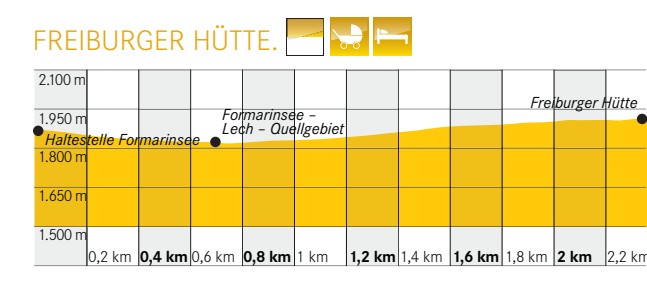 FREIBURGER HÜTTE.
2.100 m
1.950 m
1.800 m
1.650 m
1.500 m
Haltestelle Formarinsee
Formarinsee –
Lech – Quellgebiet
Freiburger Hütte
0,2 km 0,4 km 0,6 km 0,8 km 1 km 1,2 km 1,4 km 1,6 km 1,8 km 2 km 2,2 km